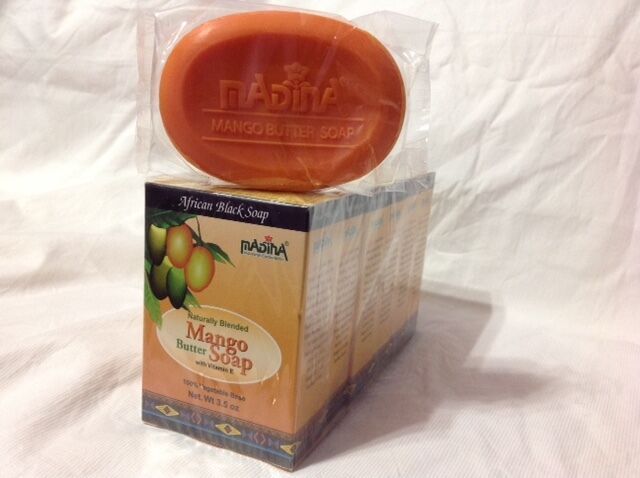 MADINA®
MANGO BUTTER SOAP
African Black Soap
MADINA®
Naturally Blended
Mango
Butter Soap
with Vitamin E
100% Vegetable Base
Net. Wt 3.5 oz